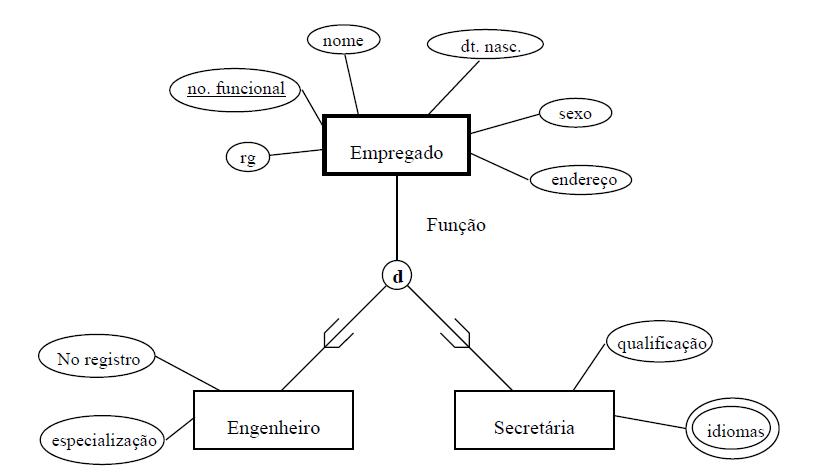 nome
dt. nasc.
no. funcional
sexo
rg
Empregado
endereço
Função
d
No registro
qualificação
especialização
Engenheiro
Secretária
idiomas